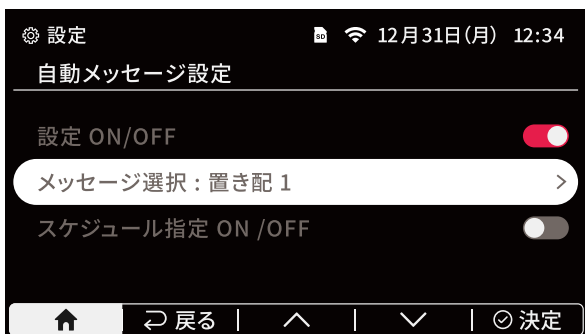 設定 SD 12月31日(月) 12:34
自動メッセージ設定
設定 ON/OFF
メッセージ選択：置き配 1
スケジュール指定 ON /OFF
戻る 決定